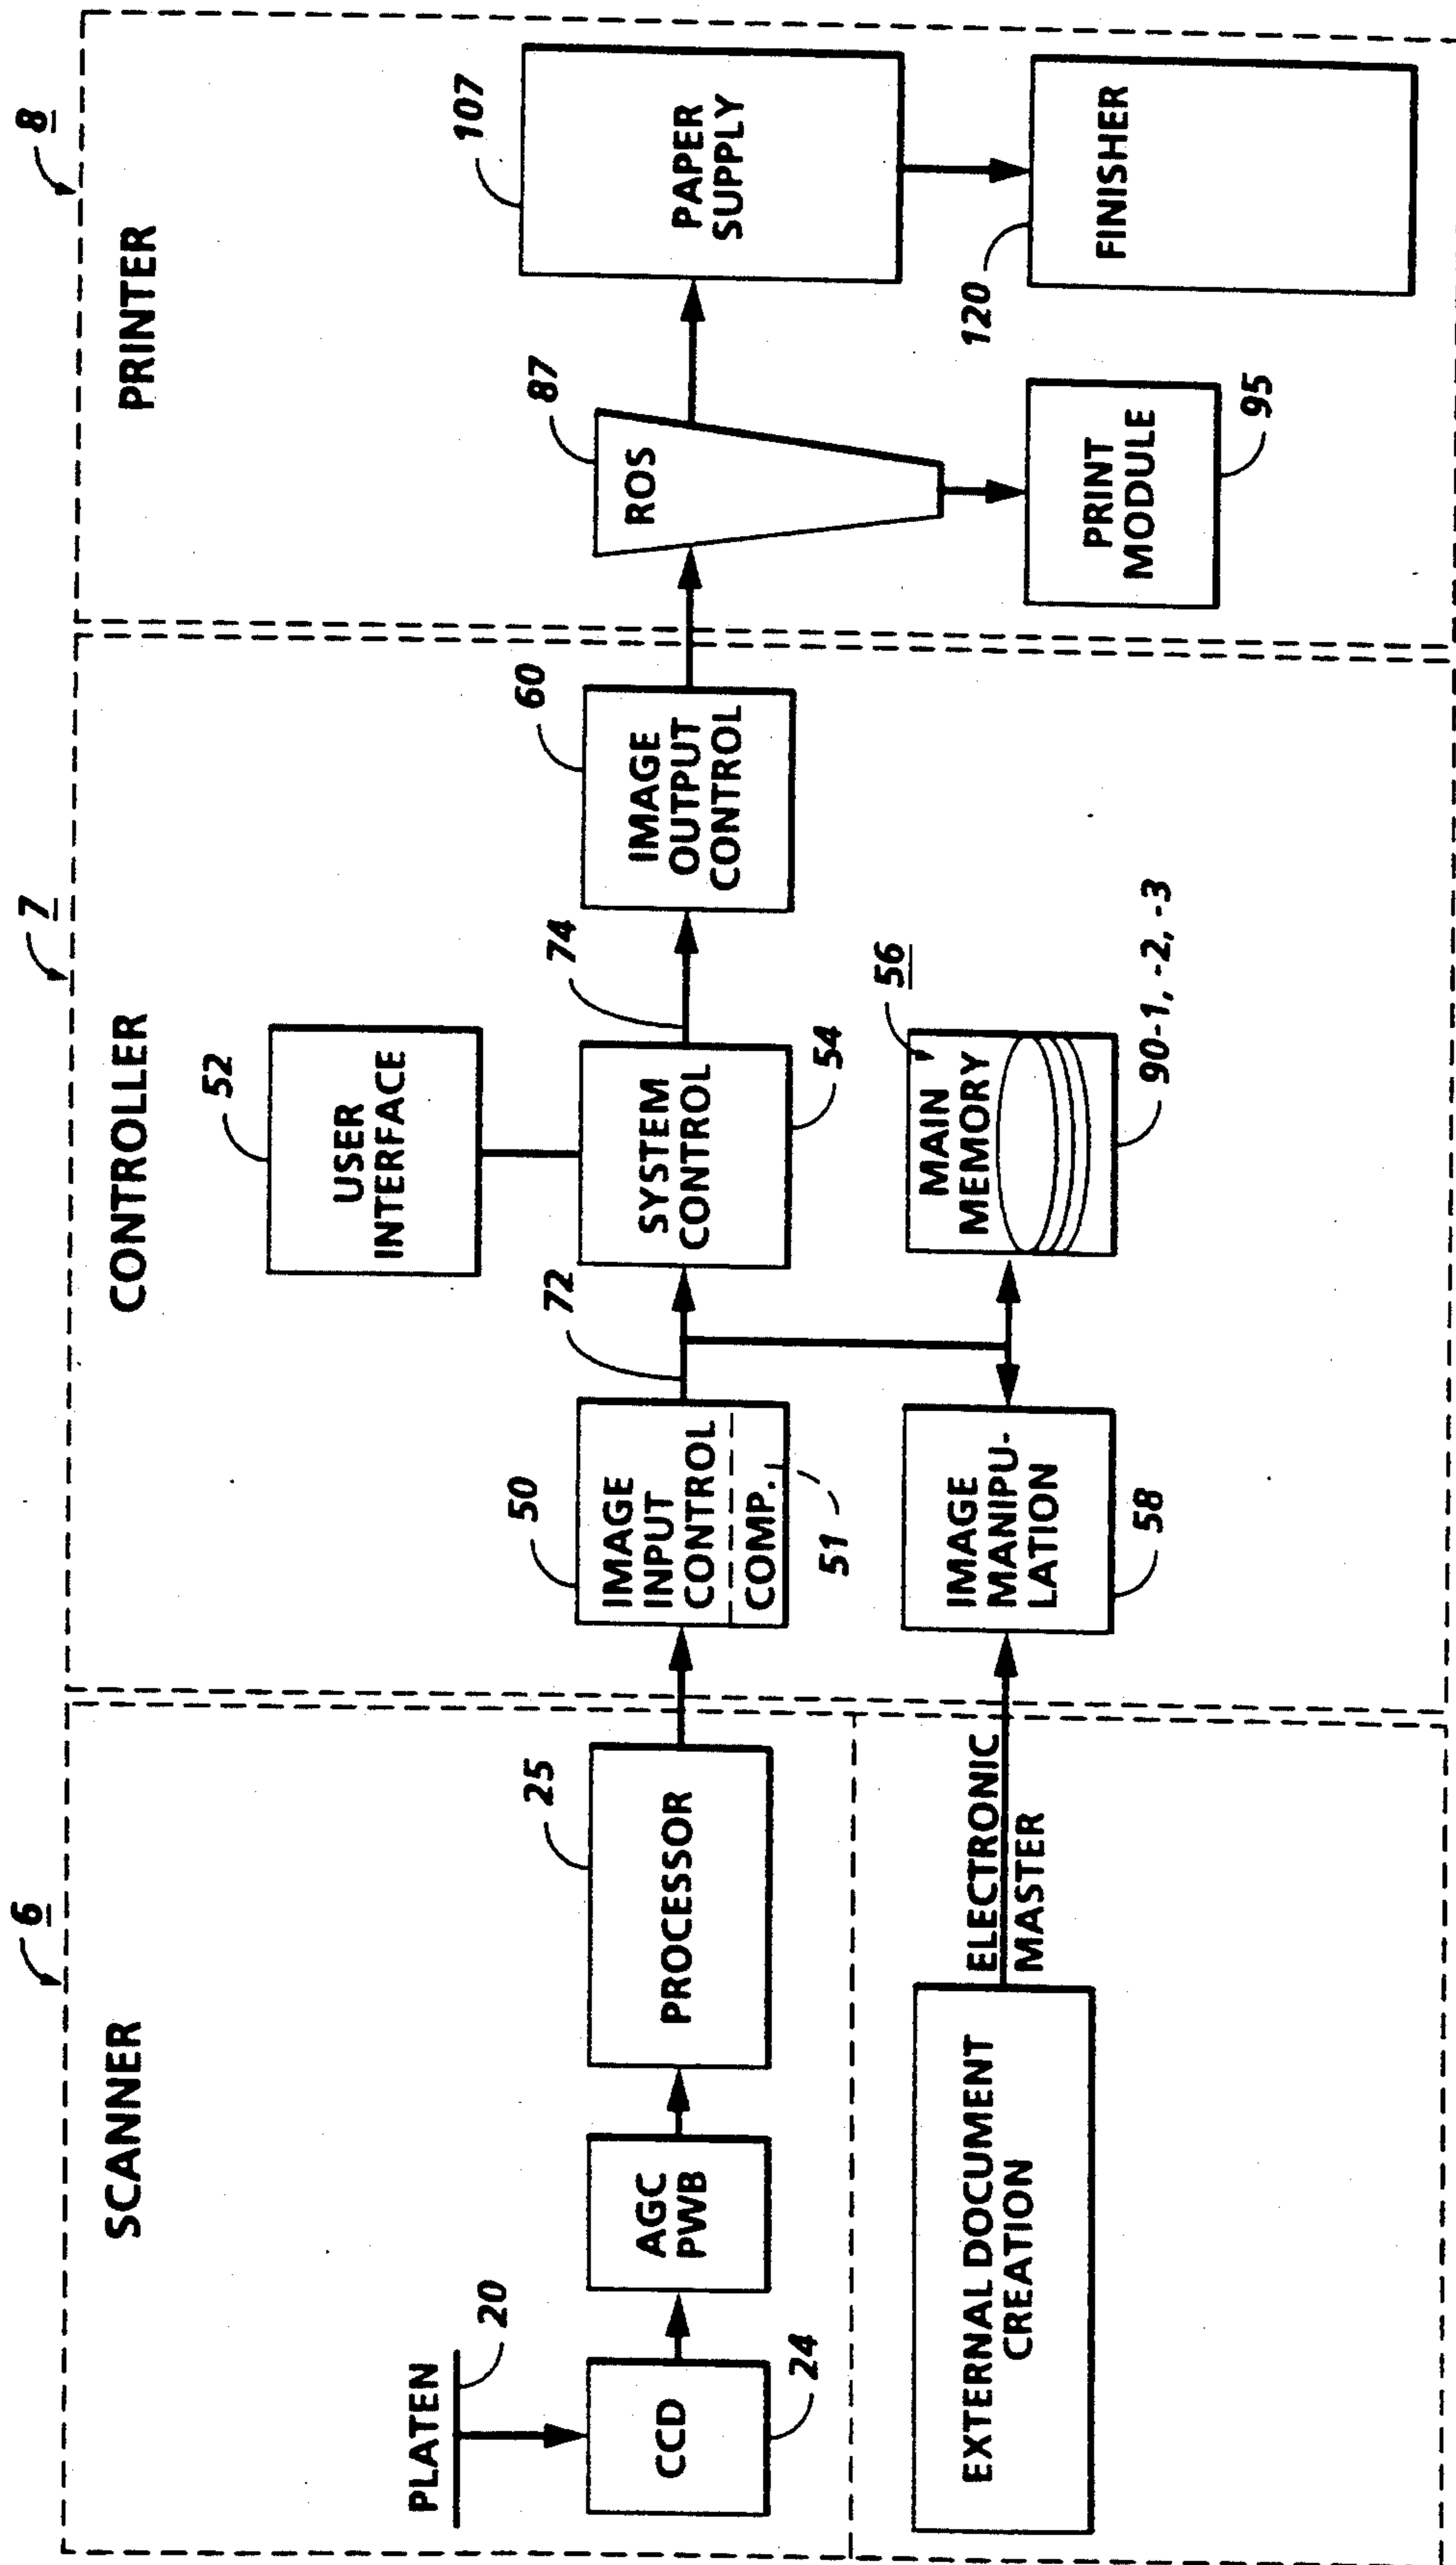 6
SCANNER
PLATEN
20
CCD
24
AGC
PWB
PROCESSOR
25
EXTERNAL DOCUMENT
CREATION
ELECTRONIC
MASTER
7
CONTROLLER
52
USER
INTERFACE
50
IMAGE
INPUT
CONTROL
COMP.
51
72
SYSTEM
CONTROL
54
74
IMAGE
OUTPUT
CONTROL
60
IMAGE
MANIPU-
LATION
58
MAIN
MEMORY
56
90-1, -2, -3
8
PRINTER
87
ROS
107
PAPER
SUPPLY
PRINT
MODULE
95
120
FINISHER